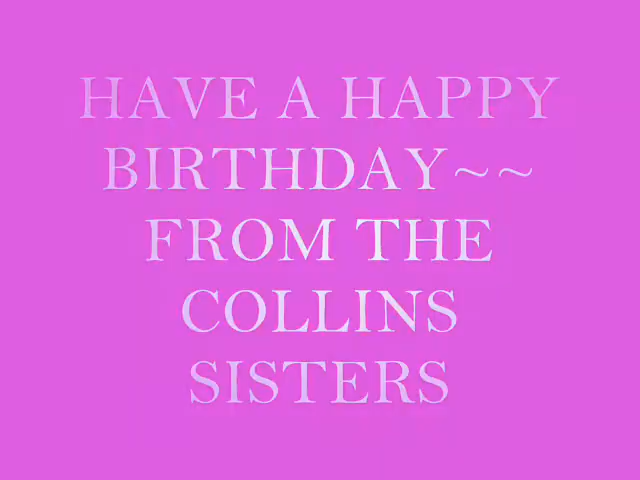 HAVE A HAPPY
BIRTHDAY~~
FROM THE
COLLINS
SISTERS